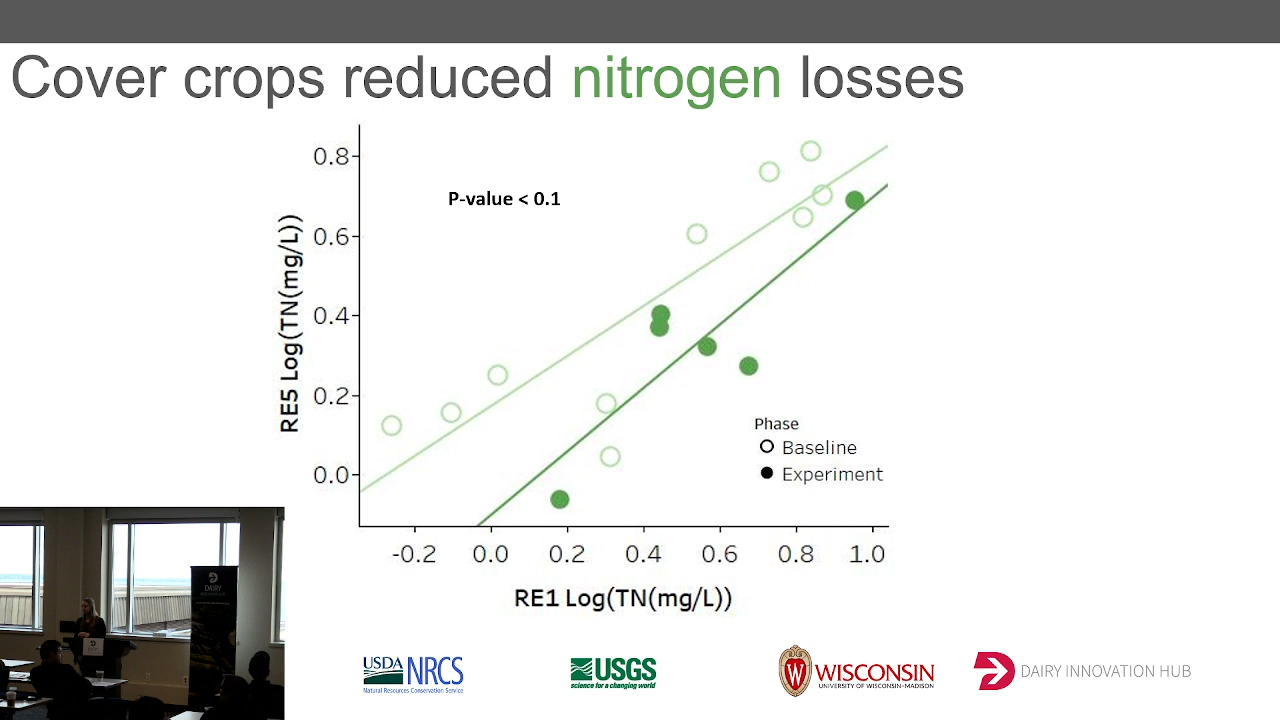 Cover crops reduced nitrogen losses
P-value < 0.1
RE5 Log(TN(mg/L))
0.8
0.6
0.4
0.2
0.0
Phase
Baseline
Experiment
-0.2 0.0 0.2 0.4 0.6 0.8 1.0
RE1 Log(TN(mg/L))
DAIRY
USDA NRCS
Natural Resources Conservation Service
USGS
science for a changing world
WISCONSIN
UNIVERSITY OF WISCONSIN-MADISON
DAIRY INNOVATION HUB